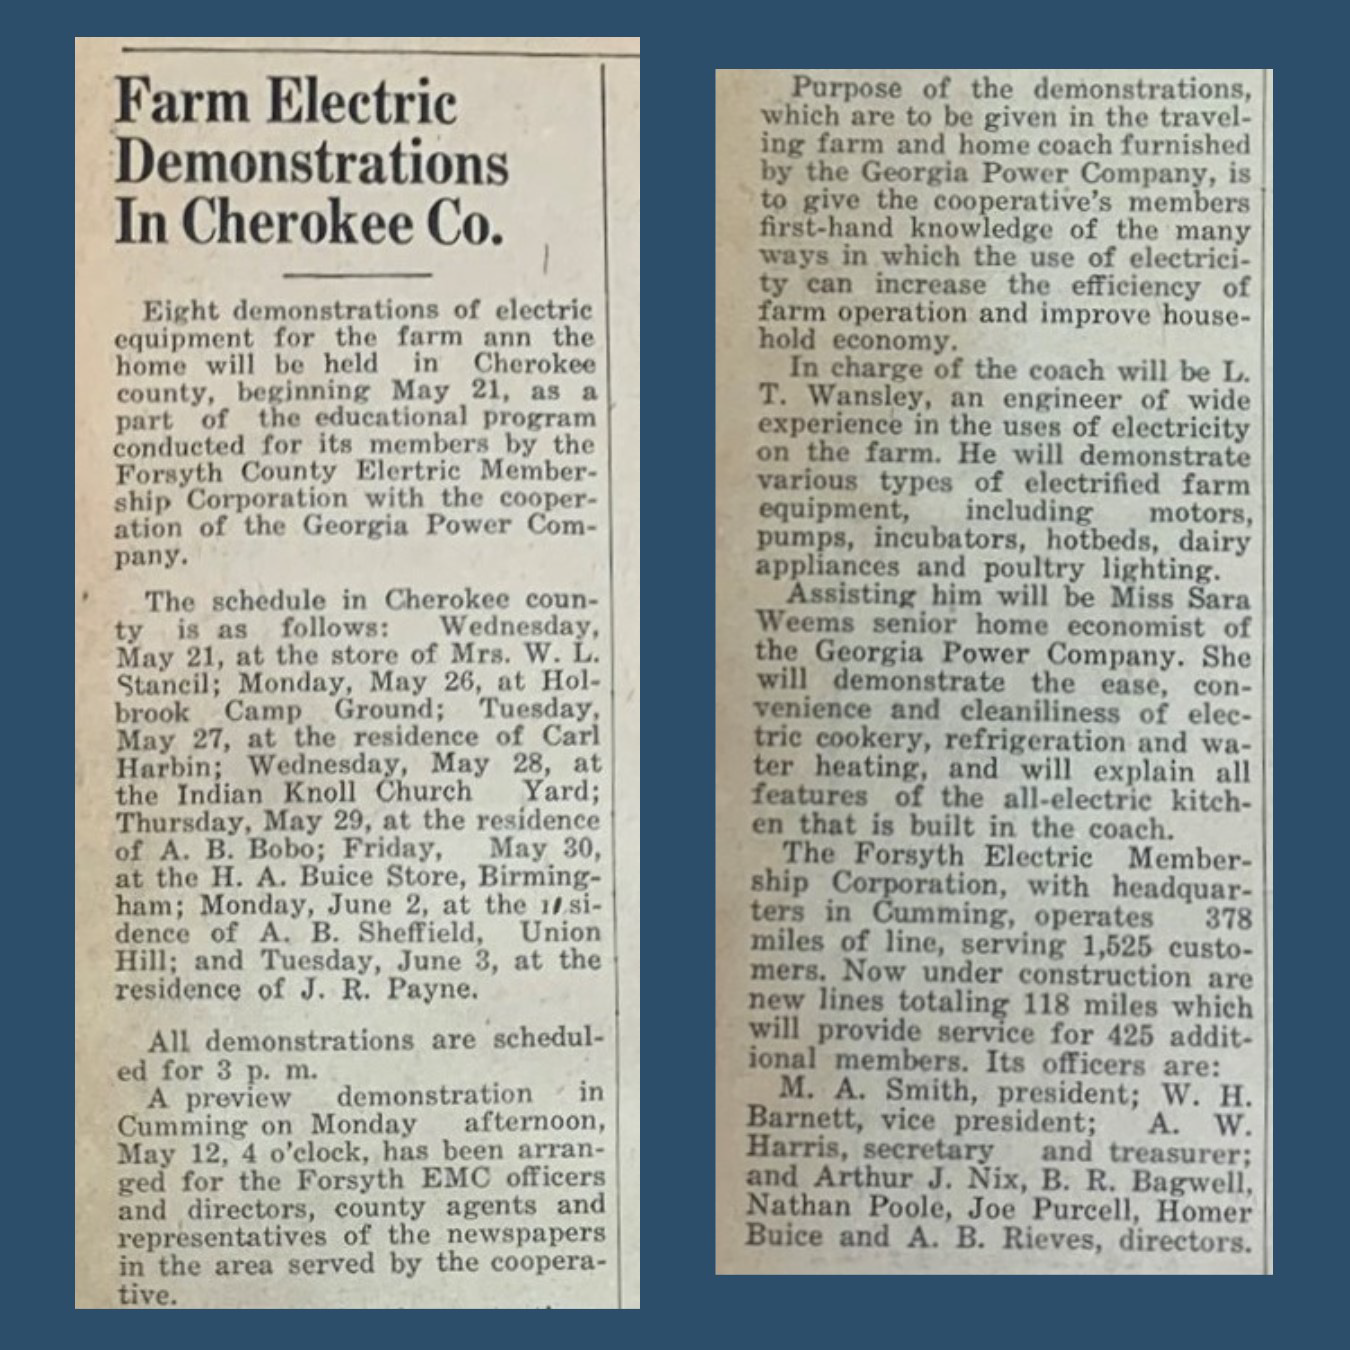 Farm Electric
Demonstrations
In Cherokee Co.
Eight demonstrations of electric
equipment for the farm ann the
home will be held in Cherokee
county, beginning May 21, as a
part of the educational program
conducted for its members by the
Forsyth County Elertric Member-
ship Corporation with the cooper-
ation of the Georgia Power Com-
pany.
The schedule in Cherokee coun-
ty is as follows: Wednesday,
May 21, at the store of Mrs. W. L.
Stancil; Monday, May 26, at Hol-
brook Camp Ground; Tuesday,
May 27, at the residence of Carl
Harbin; Wednesday, May 28, at
the Indian Knoll Church Yard;
Thursday, May 29, at the residence
of A. B. Bobo; Friday, May 30,
at the H. A. Buice Store, Birming-
ham; Monday, June 2, at the resi-
dence of A. B. Sheffield, Union
Hill; and Tuesday, June 3, at the
residence of J. R. Payne.
All demonstrations are schedul-
ed for 3 p. m.
A preview demonstration in
Cumming on Monday afternoon,
May 12, 4 o'clock, has been arran-
ged for the Forsyth EMC officers
and directors, county agents and
representatives of the newspapers
in the area served by the coopera-
tive.
Purpose of the demonstrations,
which are to be given in the travel-
ing farm and home coach furnished
by the Georgia Power Company, is
to give the cooperative's members
first-hand knowledge of the many
ways in which the use of electrici-
ty can increase the efficiency of
farm operation and improve house-
hold economy.
In charge of the coach will be L.
T. Wansley, an engineer of wide
experience in the uses of electricity
on the farm. He will demonstrate
various types of electrified farm
equipment, including motors,
pumps, incubators, hotbeds, dairy
appliances and poultry lighting.
Assisting him will be Miss Sara
Weems senior home economist of
the Georgia Power Company. She
will demonstrate the ease, con-
venience and cleaniliness of elec-
tric cookery, refrigeration and wa-
ter heating, and will explain all
features of the all-electric kitch-
en that is built in the coach.
The Forsyth Electric Member-
ship Corporation, with headquar-
ters in Cumming, operates 378
miles of line, serving 1,525 custo-
mers. Now under construction are
new lines totaling 118 miles which
will provide service for 425 addit-
ional members. Its officers are:
M. A. Smith, president; W. H.
Barnett, vice president; A. W.
Harris, secretary and treasurer;
and Arthur J. Nix, B. R. Bagwell,
Nathan Poole, Joe Purcell, Homer
Buice and A. B. Rieves, directors.